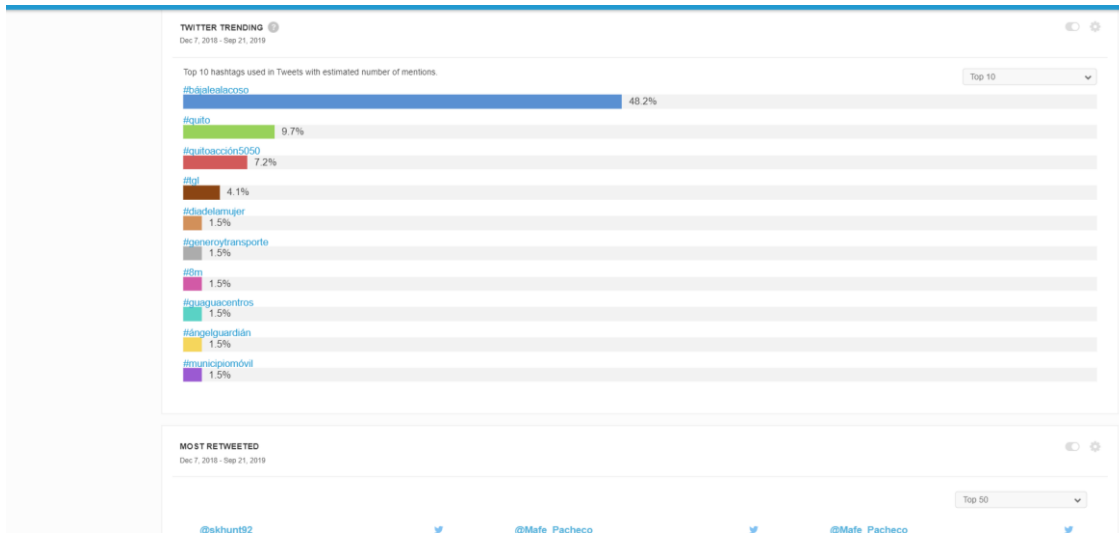 TWITTER TRENDING ?
Dec 7, 2018 - Sep 21, 2019
Top 10 hashtags used in Tweets with estimated number of mentions.
Top 10
#bájalealacoso
48.2%
#quito
9.7%
#quitoacción5050
7.2%
#tgl
4.1%
#diadelamujer
1.5%
#generoytransporte
1.5%
#8m
1.5%
#guaguacentros
1.5%
#ángelguardián
1.5%
#municipiomóvil
1.5%
MOST RETWEETED
Dec 7, 2018 - Sep 21, 2019
Top 50
@skhunt92 @Mafe_Pacheco @Mafe_Pacheco